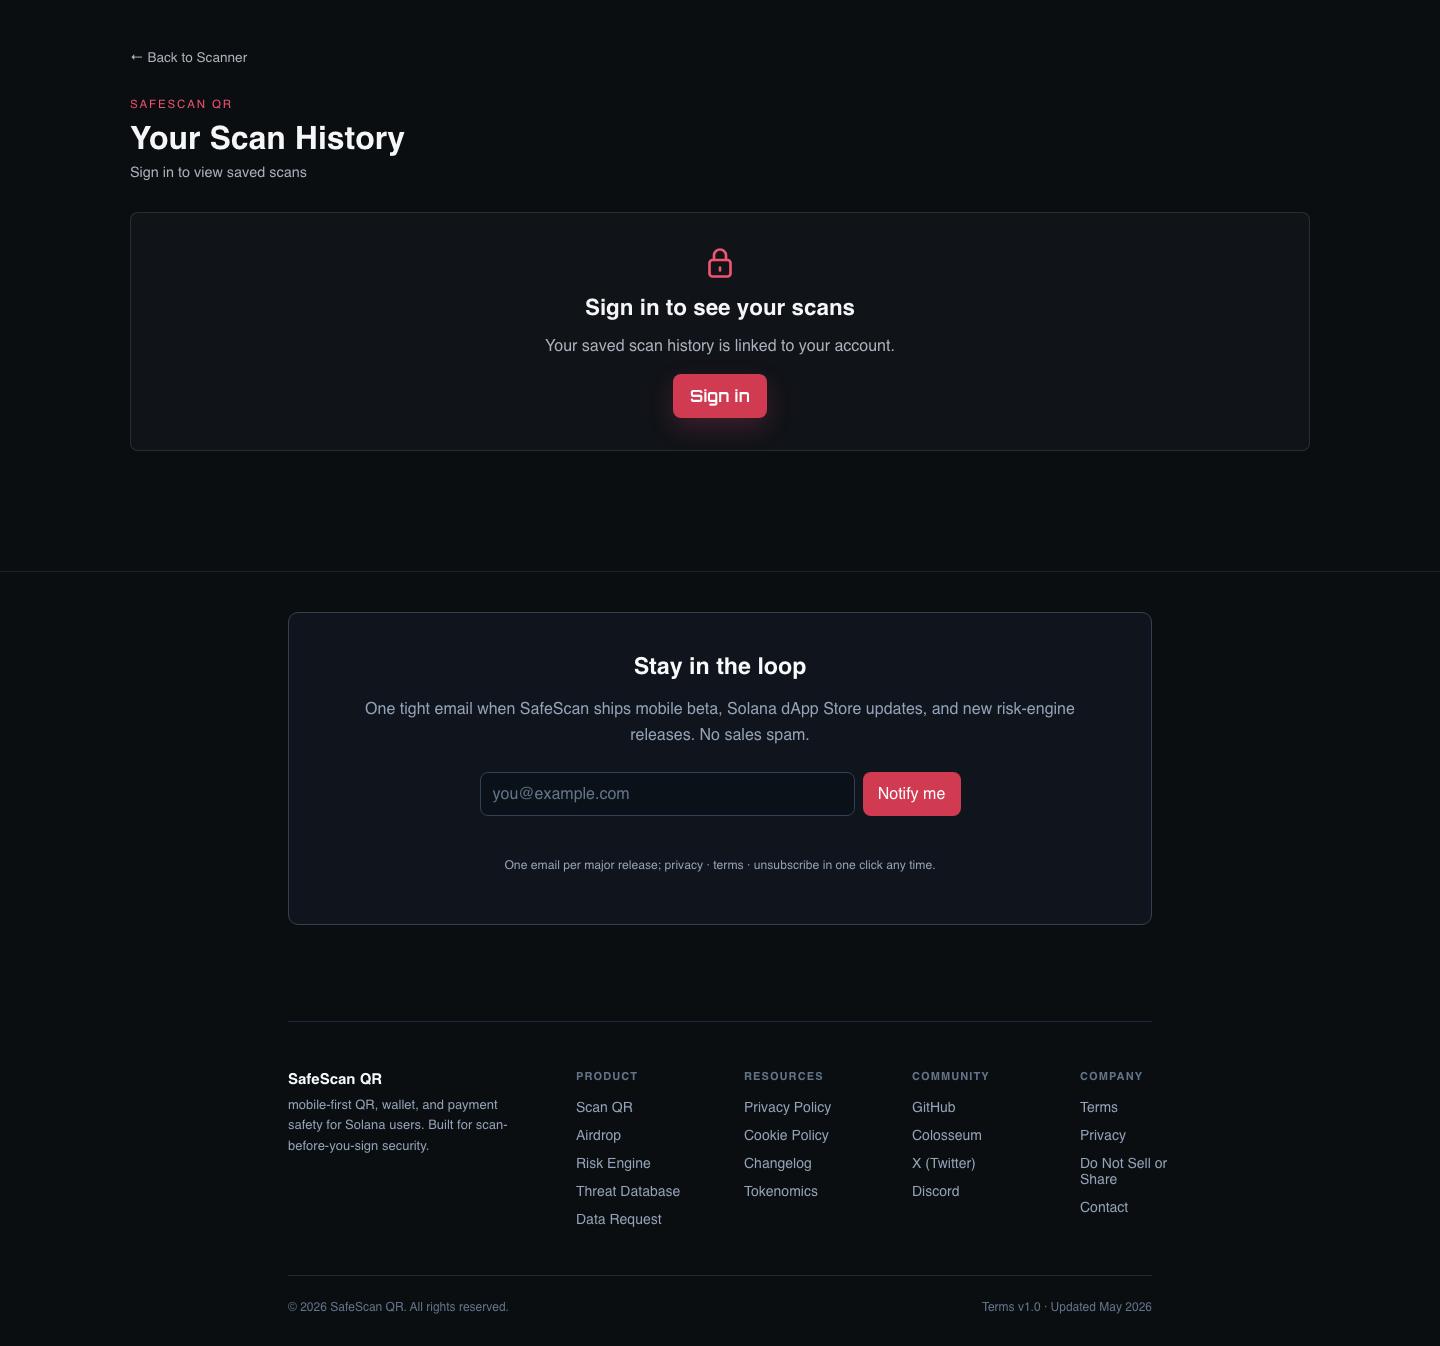 ← Back to Scanner
SAFESCAN QR
Your Scan History
Sign in to view saved scans
Sign in to see your scans
Your saved scan history is linked to your account.
Sign in
Stay in the loop
One tight email when SafeScan ships mobile beta, Solana dApp Store updates, and new risk-engine
releases. No sales spam.
you@example.com
Notify me
One email per major release; privacy · terms · unsubscribe in one click any time.
SafeScan QR
mobile-first QR, wallet, and payment
safety for Solana users. Built for scan-
before-you-sign security.
PRODUCT
Scan QR
Airdrop
Risk Engine
Threat Database
Data Request
RESOURCES
Privacy Policy
Cookie Policy
Changelog
Tokenomics
COMMUNITY
GitHub
Colosseum
X (Twitter)
Discord
COMPANY
Terms
Privacy
Do Not Sell or
Share
Contact
© 2026 SafeScan QR. All rights reserved.
Terms v1.0 · Updated May 2026